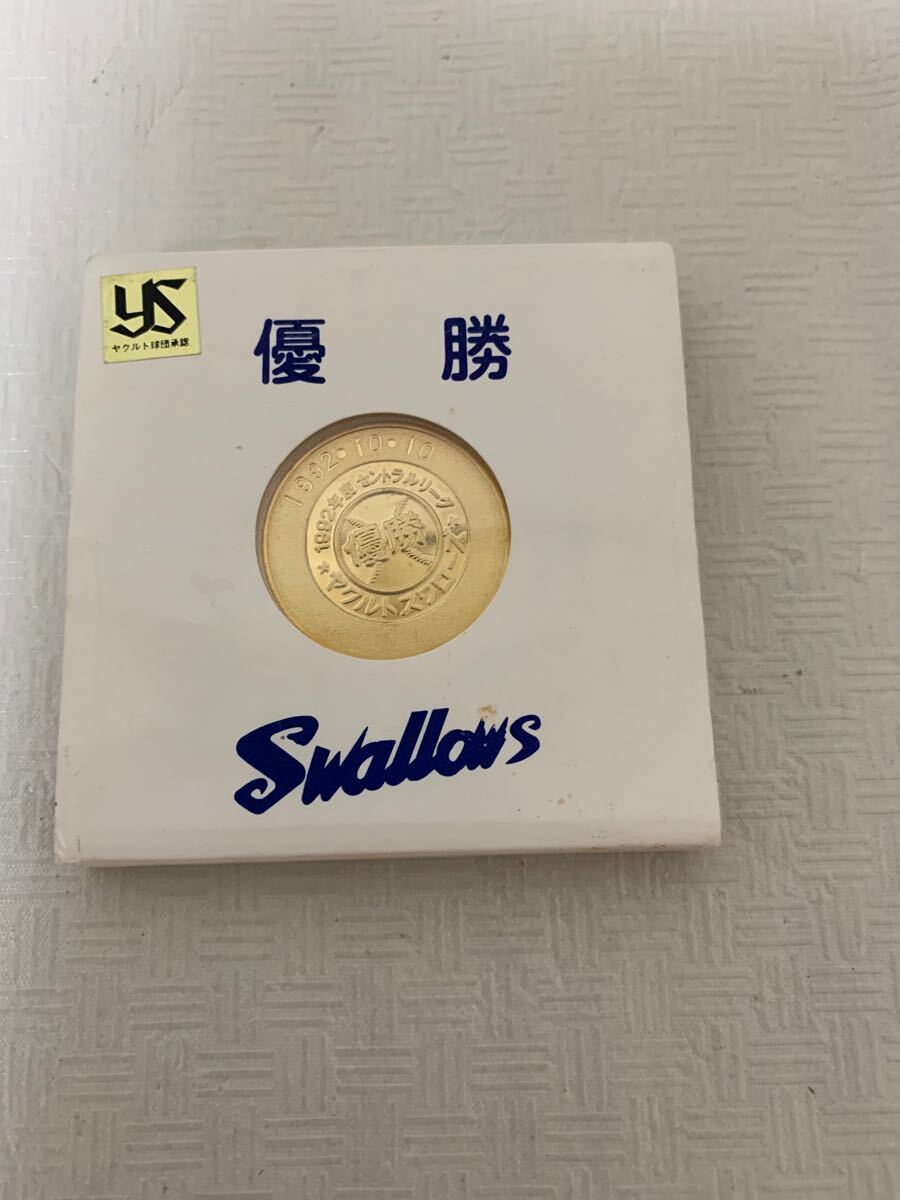 YS
ヤクルト球団承認
優勝
1992・10・10
1992年度 セントラルリーグ
優勝
★ヤクルトスワローズ★
Swallows